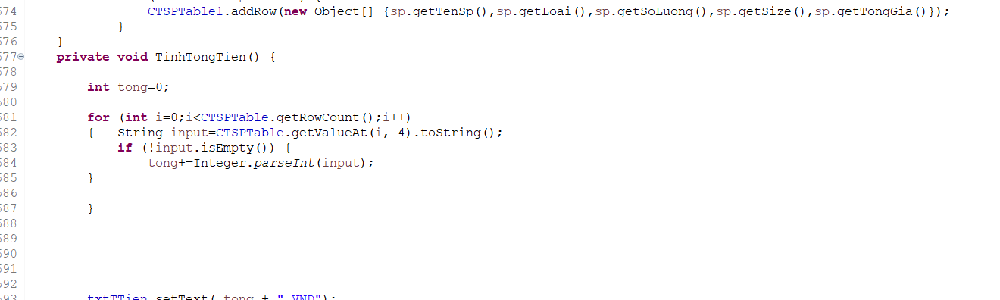 574 CTSPTable1.addRow(new Object[] {sp.getTenSp(),sp.getLoai(),sp.getSoLuong(),sp.getSize(),sp.getTongGia()});
575 }
576 }
577 private void TinhTongTien() {
578
579 int tong=0;
580
581 for (int i=0;i<CTSPTable.getRowCount();i++)
582 { String input=CTSPTable.getValueAt(i, 4).toString();
583 if (!input.isEmpty()) {
584 tong+=Integer.parseInt(input);
585 }
586
587 }
588
589
590
591
592
593 txtTTien.setText( tong + " VND");